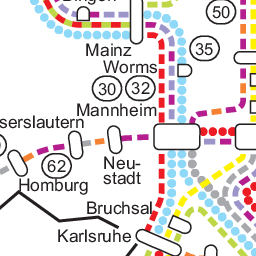 50
Mainz
35
Worms
30 32
Mannheim
serslautern
62
Neu-
stadt
Homburg
Bruchsal
Karlsruhe